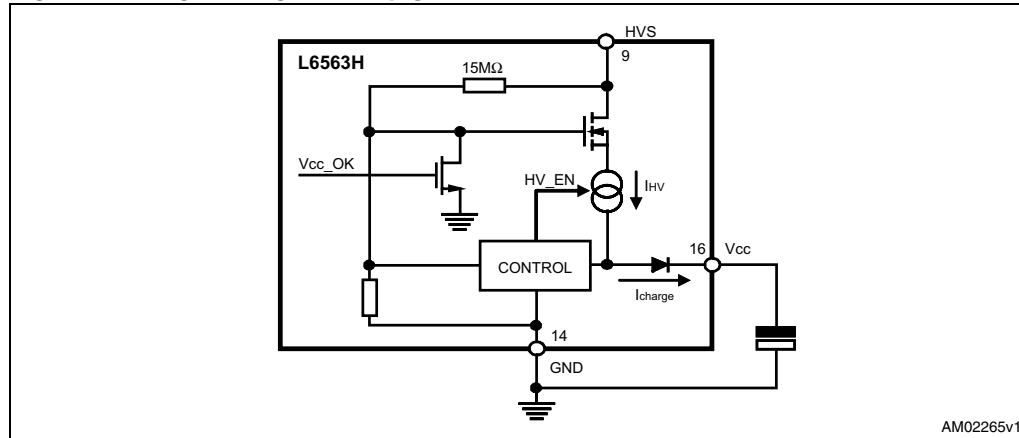 HVS
L6563H
9
15MΩ
Vcc_OK
HV_EN
IHV
16
Vcc
CONTROL
Icharge
14
GND
AM02265v1